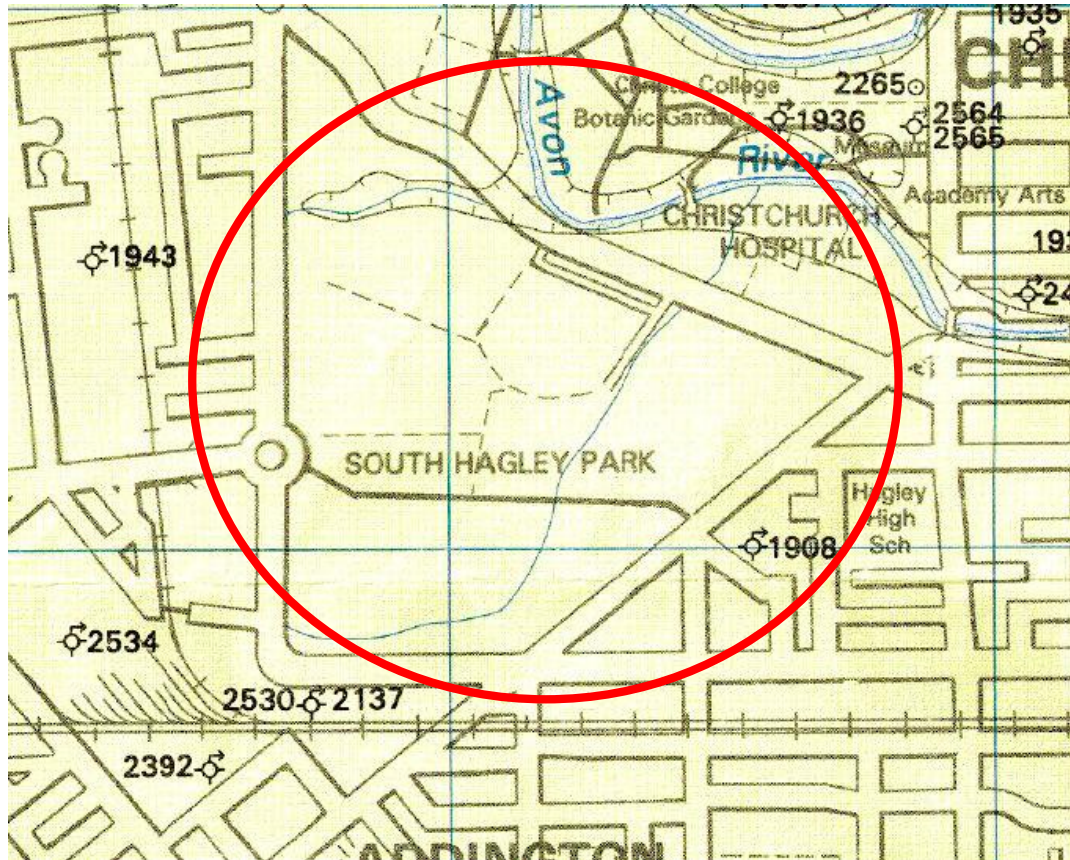 1935
CH
Christs College
2265
Avon
Botanic Gardens
1936
2564
2565
Museum
River
Academy Arts
CHRISTCHURCH
HOSPITAL
1943
24
SOUTH HAGLEY PARK
Hagley
High
Sch
1908
2534
2530 2137
2392
ADDINGTON